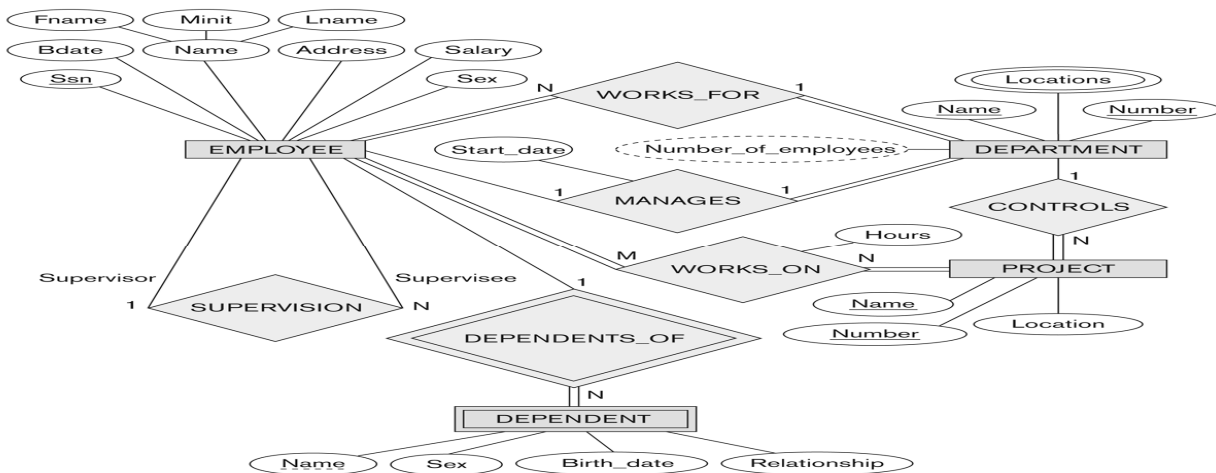 Fname Minit Lname
Bdate Name Address Salary
Ssn Sex
N WORKS_FOR 1
Locations
Name Number
EMPLOYEE
Start_date
Number_of_employees
DEPARTMENT
1 MANAGES 1
1
CONTROLS
N
Hours
M WORKS_ON N
PROJECT
Supervisor Supervisee
1 SUPERVISION N
Name
Number
Location
1
DEPENDENTS_OF
N
DEPENDENT
Name Sex Birth_date Relationship